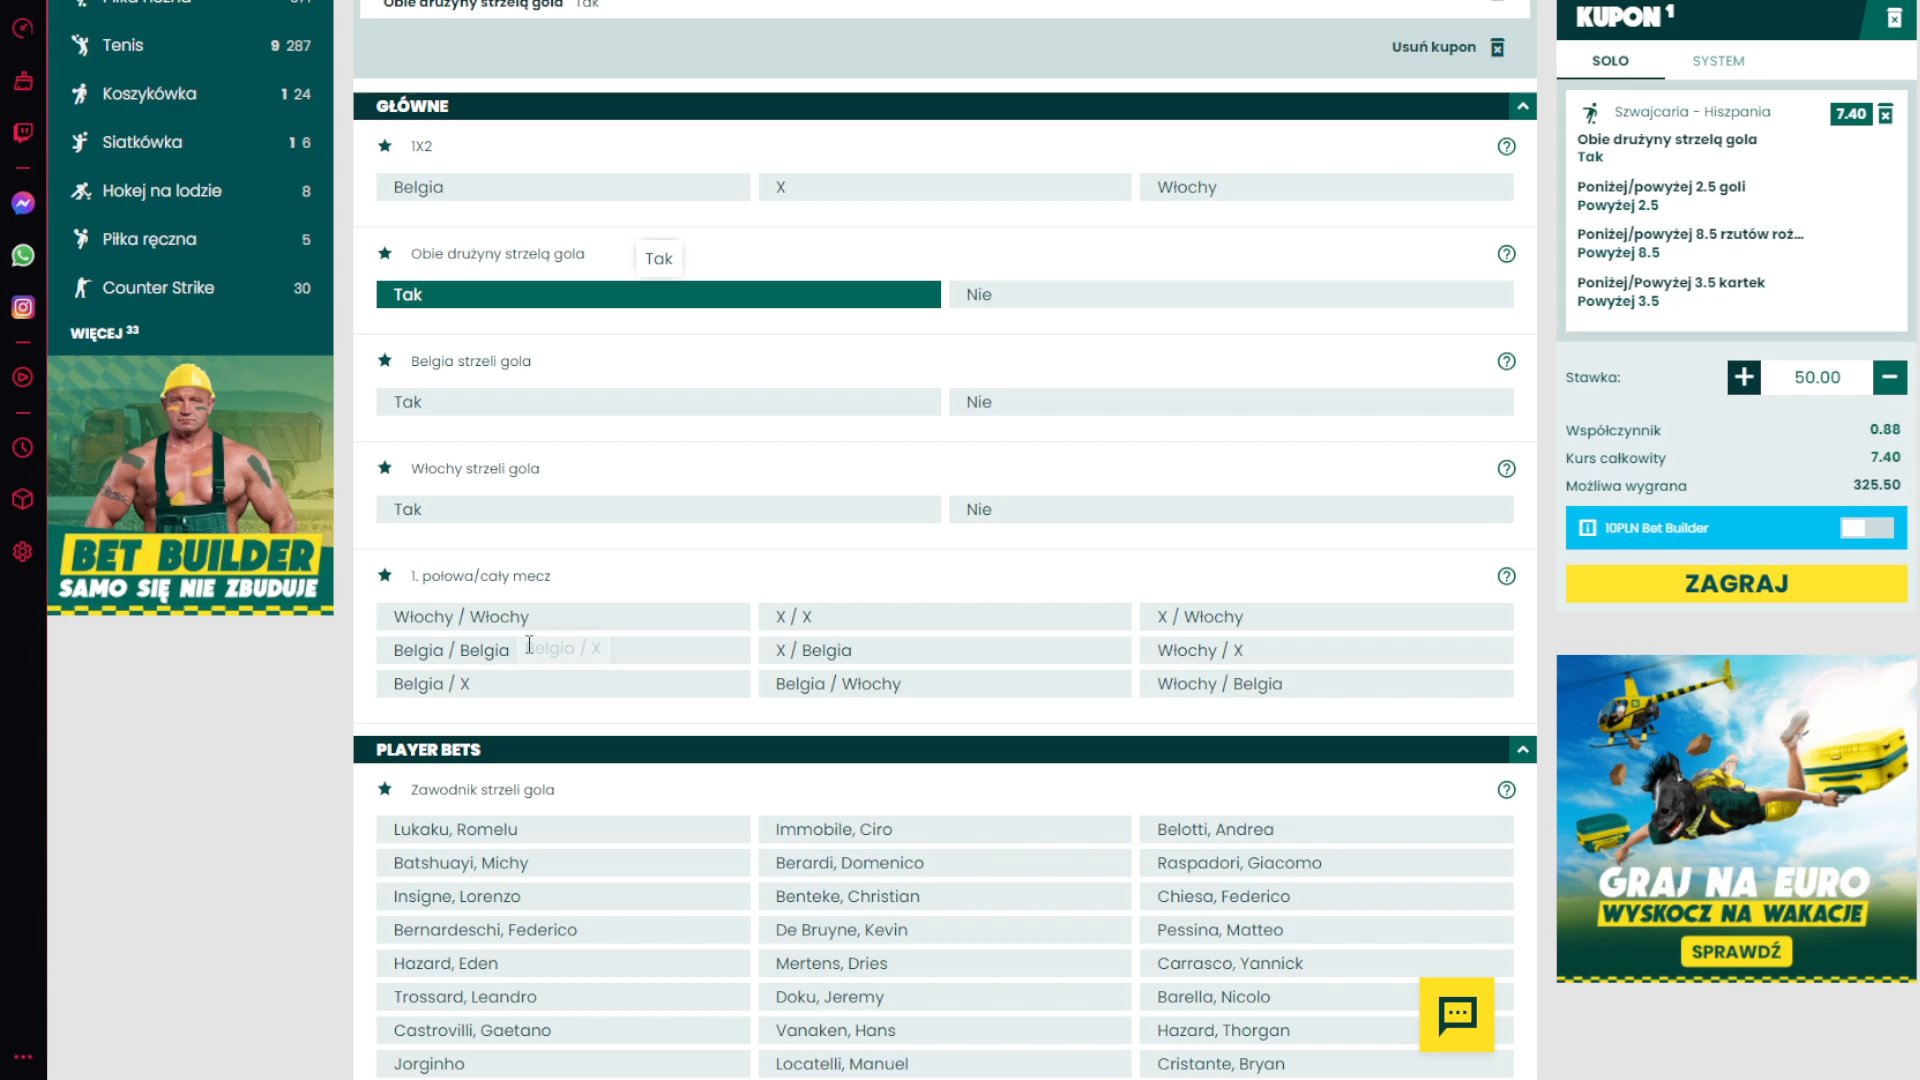 Tenis 9 287
Koszykówka 1 24
Siatkówka 1 6
Hokej na lodzie 8
Piłka ręczna 5
Counter Strike 30
WIĘCEJ 33
BET BUILDER
SAMO SIĘ NIE ZBUDUJE
Obie drużyny strzelą gola Tak
Usuń kupon
GŁÓWNE
1X2
Belgia X Włochy
Obie drużyny strzelą gola Tak
Tak Nie
Belgia strzeli gola
Tak Nie
Włochy strzeli gola
Tak Nie
1. połowa/cały mecz
Włochy / Włochy X / X X / Włochy
Belgia / Belgia Belgia / X X / Belgia Włochy / X
Belgia / X Belgia / Włochy Włochy / Belgia
PLAYER BETS
Zawodnik strzeli gola
Lukaku, Romelu Immobile, Ciro Belotti, Andrea
Batshuayi, Michy Berardi, Domenico Raspadori, Giacomo
Insigne, Lorenzo Benteke, Christian Chiesa, Federico
Bernardeschi, Federico De Bruyne, Kevin Pessina, Matteo
Hazard, Eden Mertens, Dries Carrasco, Yannick
Trossard, Leandro Doku, Jeremy Barella, Nicolo
Castrovilli, Gaetano Vanaken, Hans Hazard, Thorgan
Jorginho Locatelli, Manuel Cristante, Bryan
KUPON 1
SOLO SYSTEM
Szwajcaria - Hiszpania 7.40
Obie drużyny strzelą gola
Tak
Poniżej/powyżej 2.5 goli
Powyżej 2.5
Poniżej/powyżej 8.5 rzutów roż...
Powyżej 8.5
Poniżej/Powyżej 3.5 kartek
Powyżej 3.5
Stawka: + 50.00 −
Współczynnik 0.88
Kurs całkowity 7.40
Możliwa wygrana 325.50
10PLN Bet Builder
ZAGRAJ
GRAJ NA EURO
WYSKOCZ NA WAKACJE
SPRAWDŹ